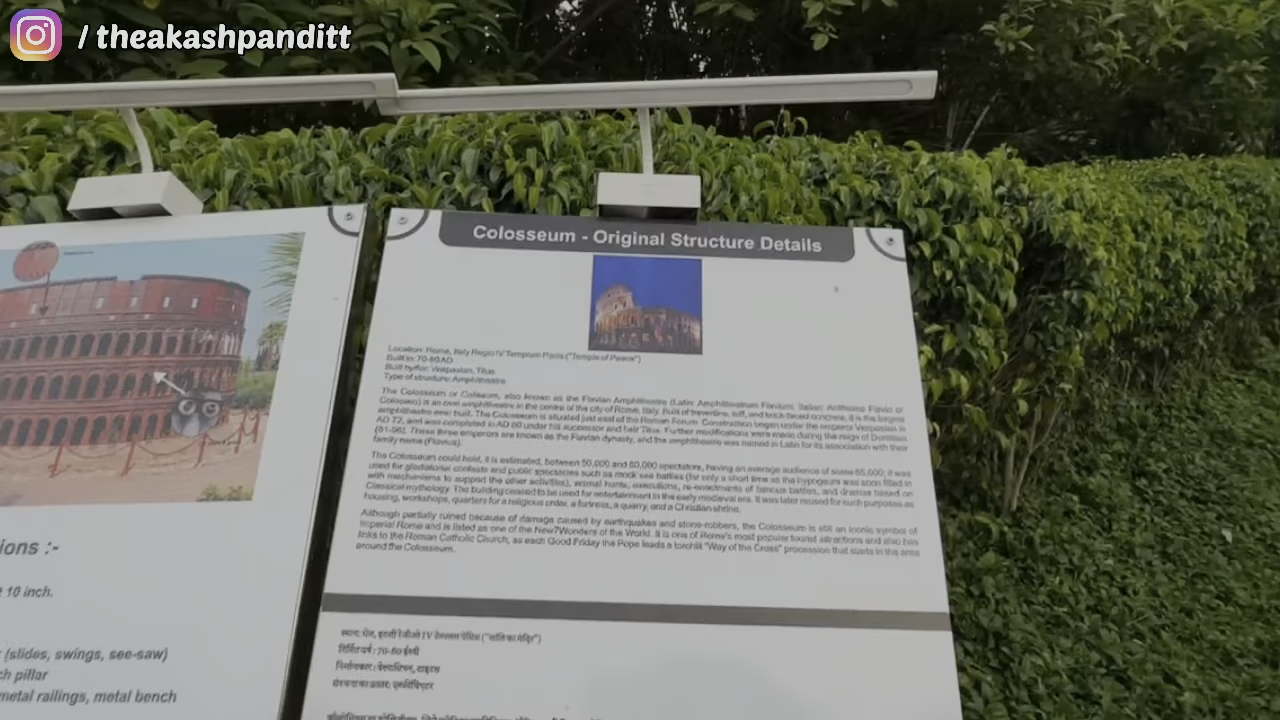 / theakashpanditt
Colosseum - Original Structure Details
Location: Rome, Italy Regio IV Templum Pacis ("Temple of Peace")
Built in: 70-80AD
Built by/for: Vespasian, Titus
Type of structure: Amphitheatre
The Colosseum or Coliseum, also known as the Flavian Amphitheatre (Latin: Amphitheatrum Flavium; Italian: Anfiteatro Flavio or
Colosseo) is an oval amphitheatre in the centre of the city of Rome, Italy. Built of travertine, tuff, and brick-faced concrete, it is the largest
amphitheatre ever built. The Colosseum is situated just east of the Roman Forum. Construction began under the emperor Vespasian in
AD 72, and was completed in AD 80 under his successor and heir Titus. Further modifications were made during the reign of Domitian
(81-96). These three emperors are known as the Flavian dynasty, and the amphitheatre was named in Latin for its association with their
family name (Flavius).
The Colosseum could hold, it is estimated, between 50,000 and 80,000 spectators, having an average audience of some 65,000; it was
used for gladiatorial contests and public spectacles such as mock sea battles (for only a short time as the hypogeum was soon filled in
with mechanisms to support the other activities), animal hunts, executions, re-enactments of famous battles, and dramas based on
Classical mythology. The building ceased to be used for entertainment in the early medieval era. It was later reused for such purposes as
housing, workshops, quarters for a religious order, a fortress, a quarry, and a Christian shrine.
Although partially ruined because of damage caused by earthquakes and stone-robbers, the Colosseum is still an iconic symbol of
Imperial Rome and is listed as one of the New7Wonders of the World. It is one of Rome's most popular tourist attractions and also has
links to the Roman Catholic Church, as each Good Friday the Pope leads a torchlit "Way of the Cross" procession that starts in the area
around the Colosseum.
स्थान: रोम, इटली रेजीओ IV टेम्पलम पेसिस ("शांति का मंदिर")
निर्मित वर्ष : 70-80 ईस्वी
निर्माणकार : वेस्पासियन, टाइटस
संरचना का प्रकार: एम्फीथिएटर
ions :-
10 inch.
(slides, swings, see-saw)
ch pillar
metal railings, metal bench